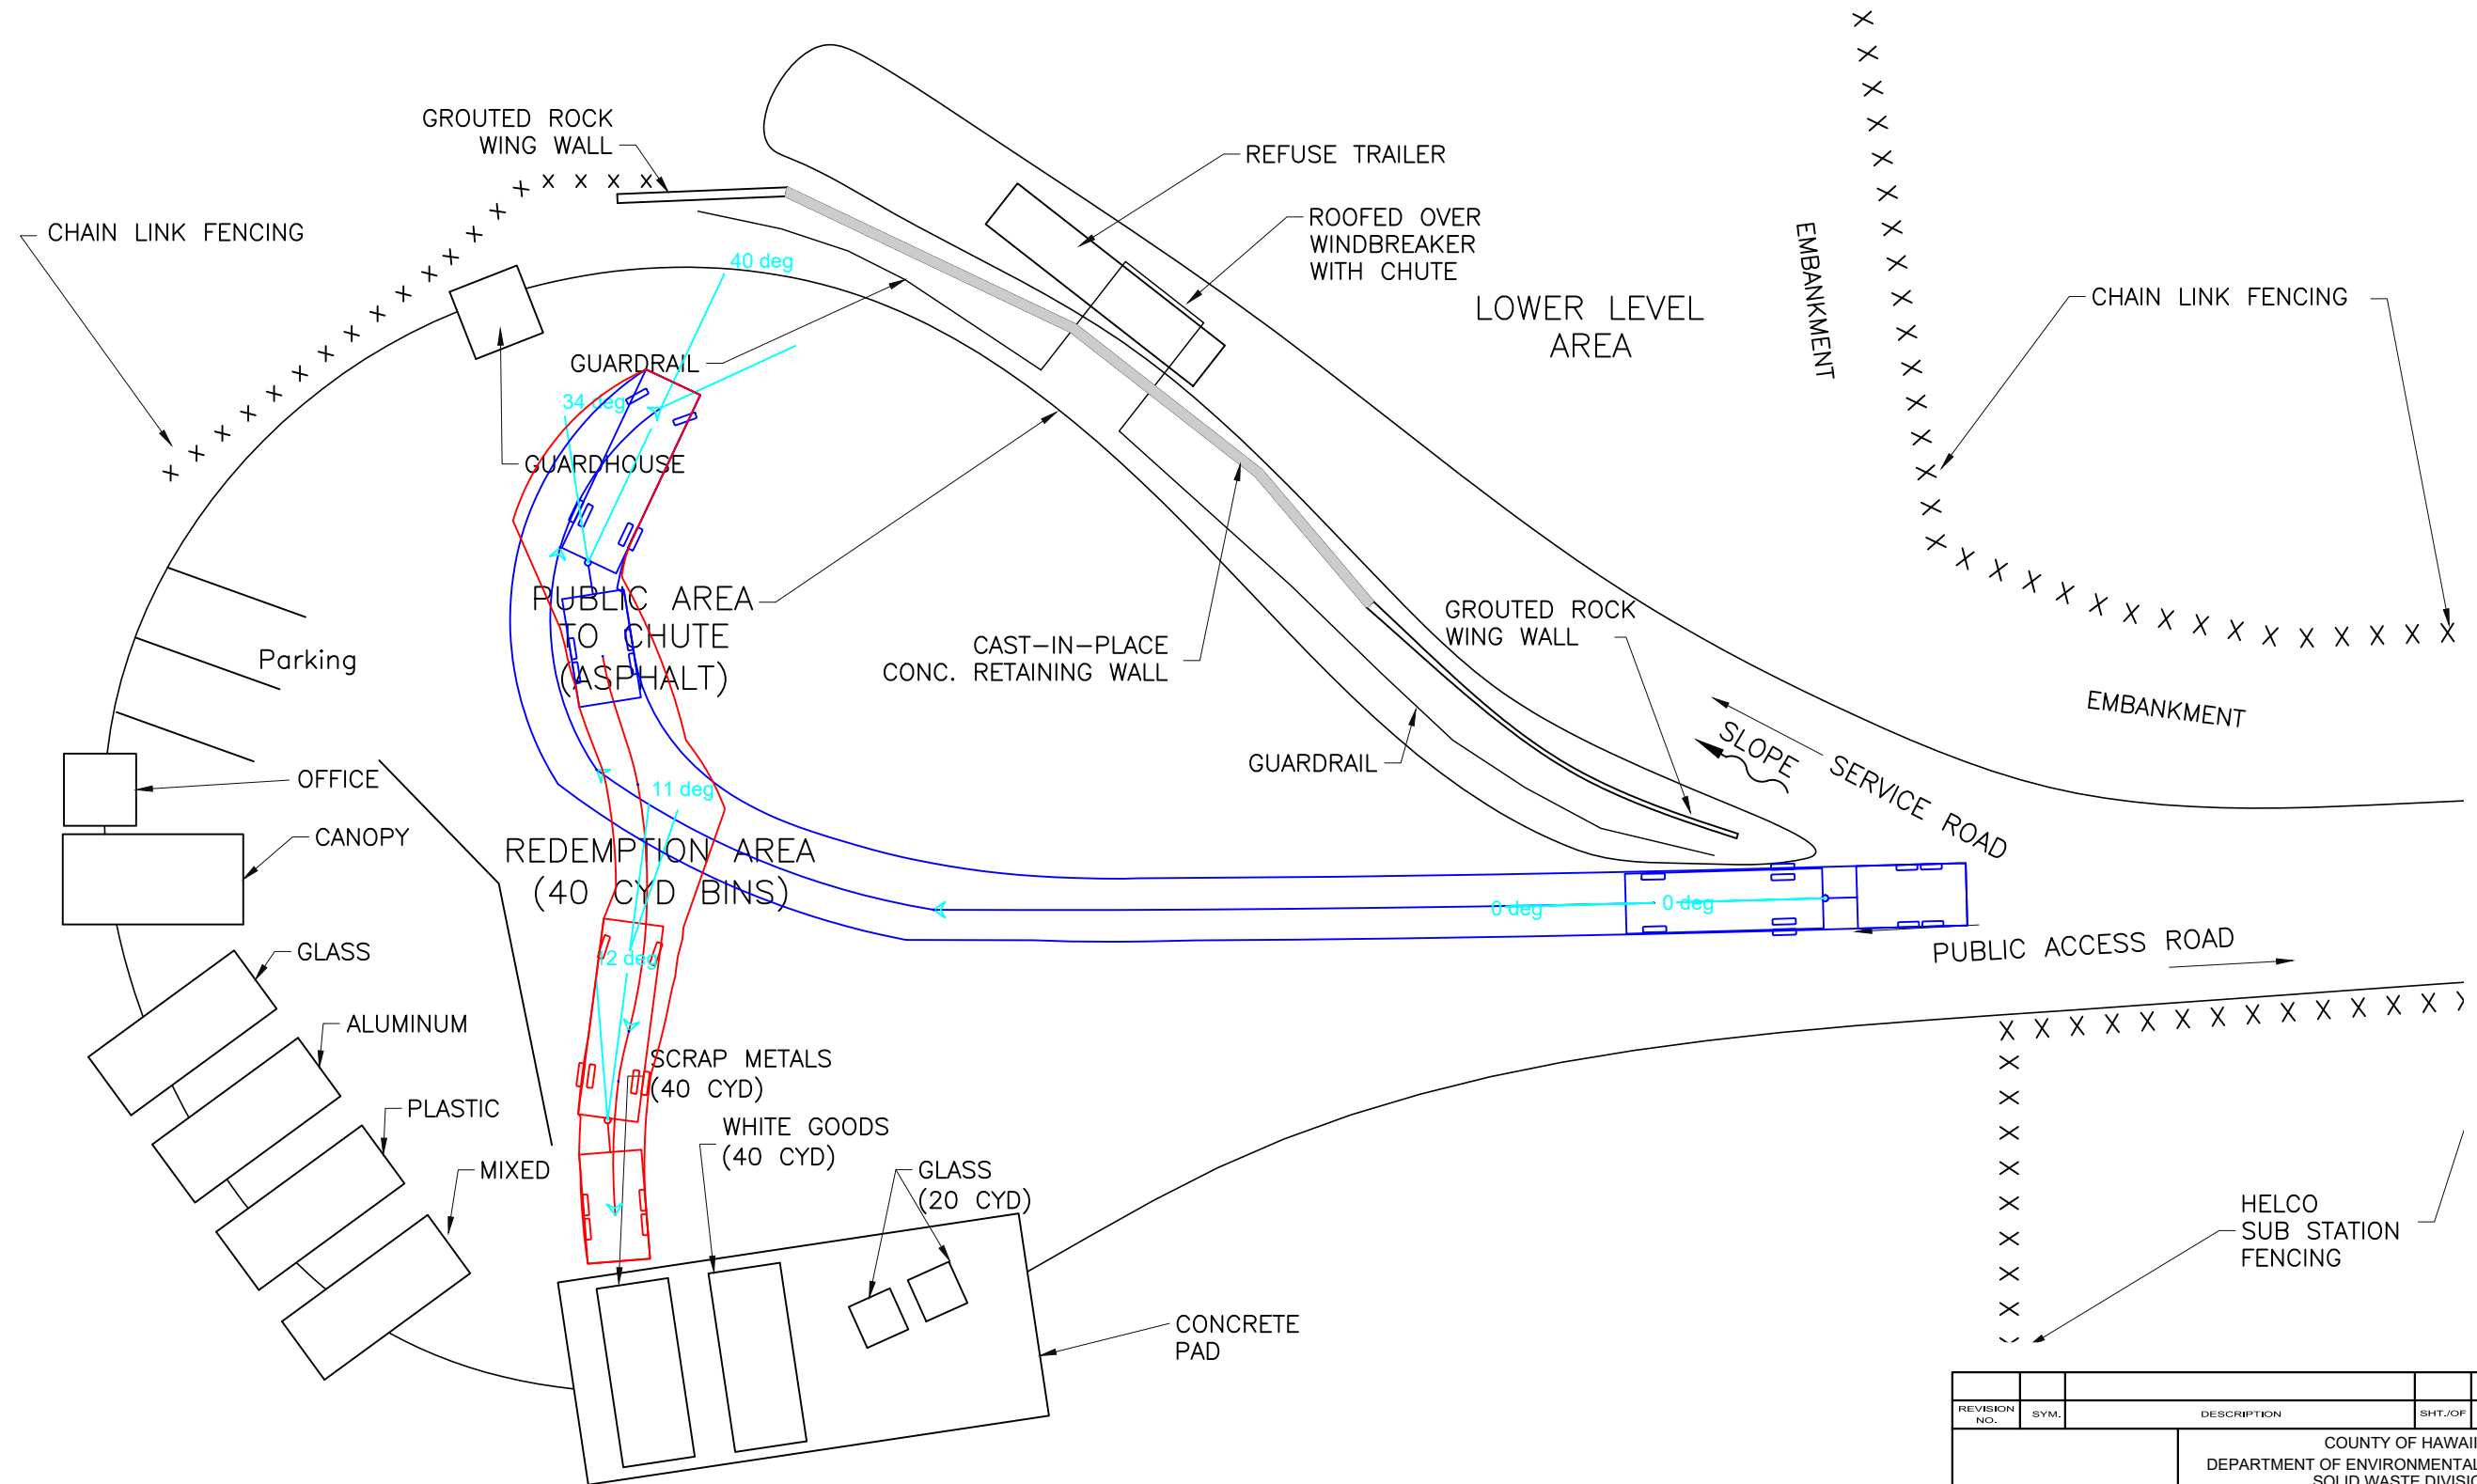 GROUTED ROCK
WING WALL
CHAIN LINK FENCING
REFUSE TRAILER
ROOFED OVER
WINDBREAKER
WITH CHUTE
LOWER LEVEL
AREA
EMBANKMENT
CHAIN LINK FENCING
40 deg
GUARDRAIL
34 deg
GUARDHOUSE
PUBLIC AREA
TO CHUTE
(ASPHALT)
Parking
CAST-IN-PLACE
CONC. RETAINING WALL
GROUTED ROCK
WING WALL
EMBANKMENT
GUARDRAIL
SLOPE
SERVICE ROAD
OFFICE
11 deg
CANOPY
REDEMPTION AREA
(40 CYD BINS)
0 deg
0 deg
PUBLIC ACCESS ROAD
GLASS
12 deg
ALUMINUM
SCRAP METALS
(40 CYD)
PLASTIC
WHITE GOODS
(40 CYD)
MIXED
GLASS
(20 CYD)
HELCO
SUB STATION
FENCING
CONCRETE
PAD
REVISION
NO.
SYM.
DESCRIPTION
SHT./OF
COUNTY OF HAWAII
DEPARTMENT OF ENVIRONMENTAL
SOLID WASTE